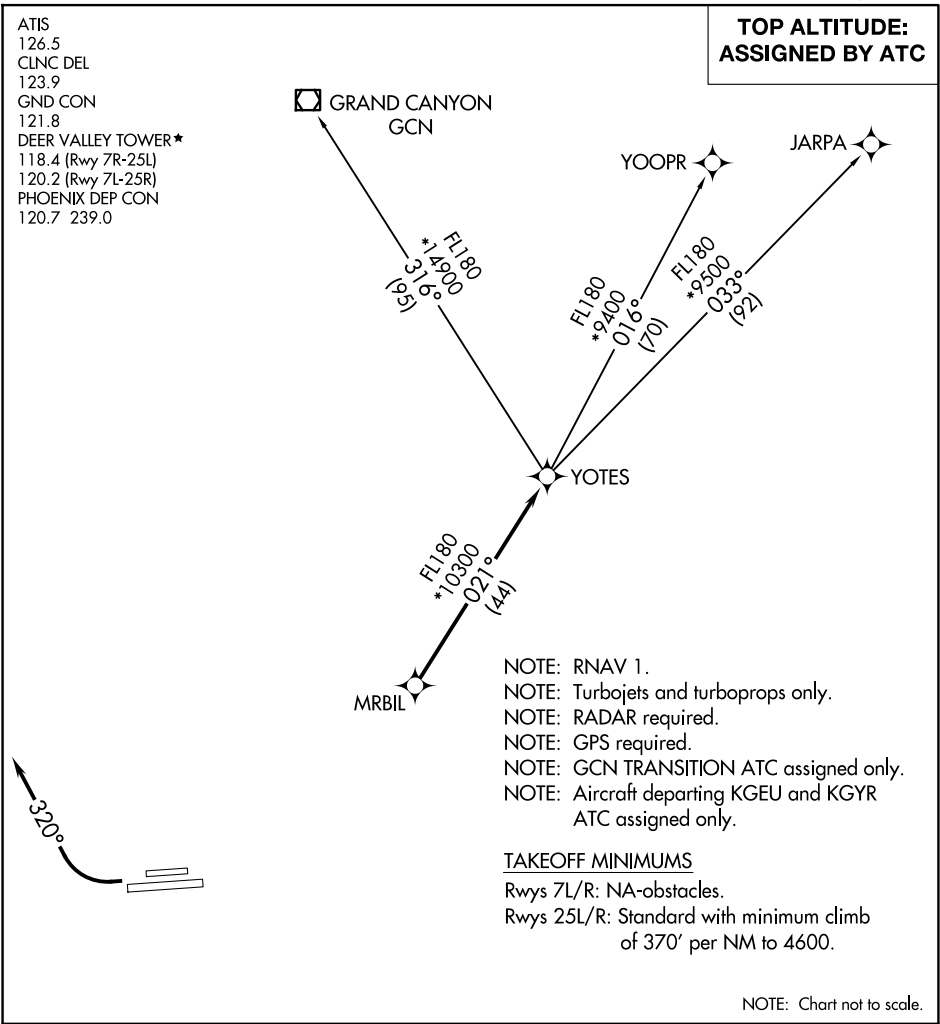 ATIS
126.5
CLNC DEL
123.9
GND CON
121.8
DEER VALLEY TOWER★
118.4 (Rwy 7R-25L)
120.2 (Rwy 7L-25R)
PHOENIX DEP CON
120.7 239.0
TOP ALTITUDE:
ASSIGNED BY ATC
GRAND CANYON
GCN
YOOPR
JARPA
FL180
*14900
316°
(95)
FL180
*9400
016°
(70)
FL180
*9500
033°
(92)
YOTES
FL180
*10300
021°
(44)
MRBIL
320°
NOTE: RNAV 1.
NOTE: Turbojets and turboprops only.
NOTE: RADAR required.
NOTE: GPS required.
NOTE: GCN TRANSITION ATC assigned only.
NOTE: Aircraft departing KGEU and KGYR
ATC assigned only.
TAKEOFF MINIMUMS
Rwys 7L/R: NA-obstacles.
Rwys 25L/R: Standard with minimum climb
of 370' per NM to 4600.
NOTE: Chart not to scale.